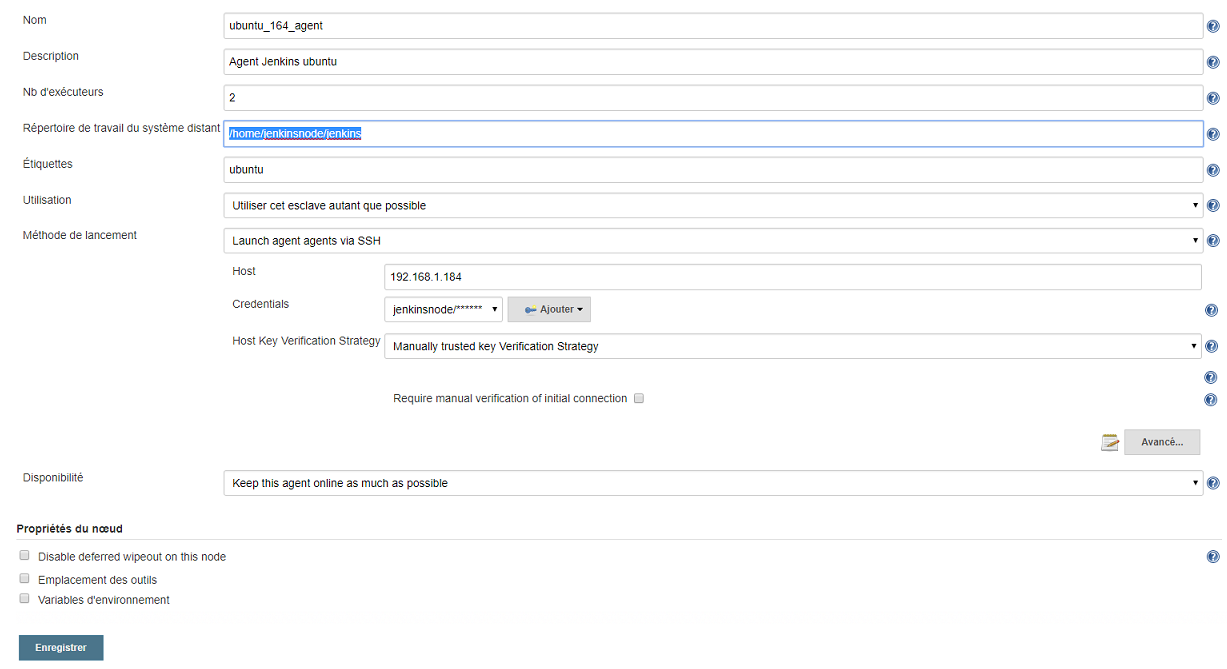 Nom
ubuntu_164_agent
Description
Agent Jenkins ubuntu
Nb d'exécuteurs
2
Répertoire de travail du système distant
/home/jenkinsnode/jenkins
Étiquettes
ubuntu
Utilisation
Utiliser cet esclave autant que possible
Méthode de lancement
Launch agent agents via SSH
Host
192.168.1.184
Credentials
jenkinsnode/******
Ajouter
Host Key Verification Strategy
Manually trusted key Verification Strategy
Require manual verification of initial connection
Avancé...
Disponibilité
Keep this agent online as much as possible
Propriétés du nœud
Disable deferred wipeout on this node
Emplacement des outils
Variables d'environnement
Enregistrer